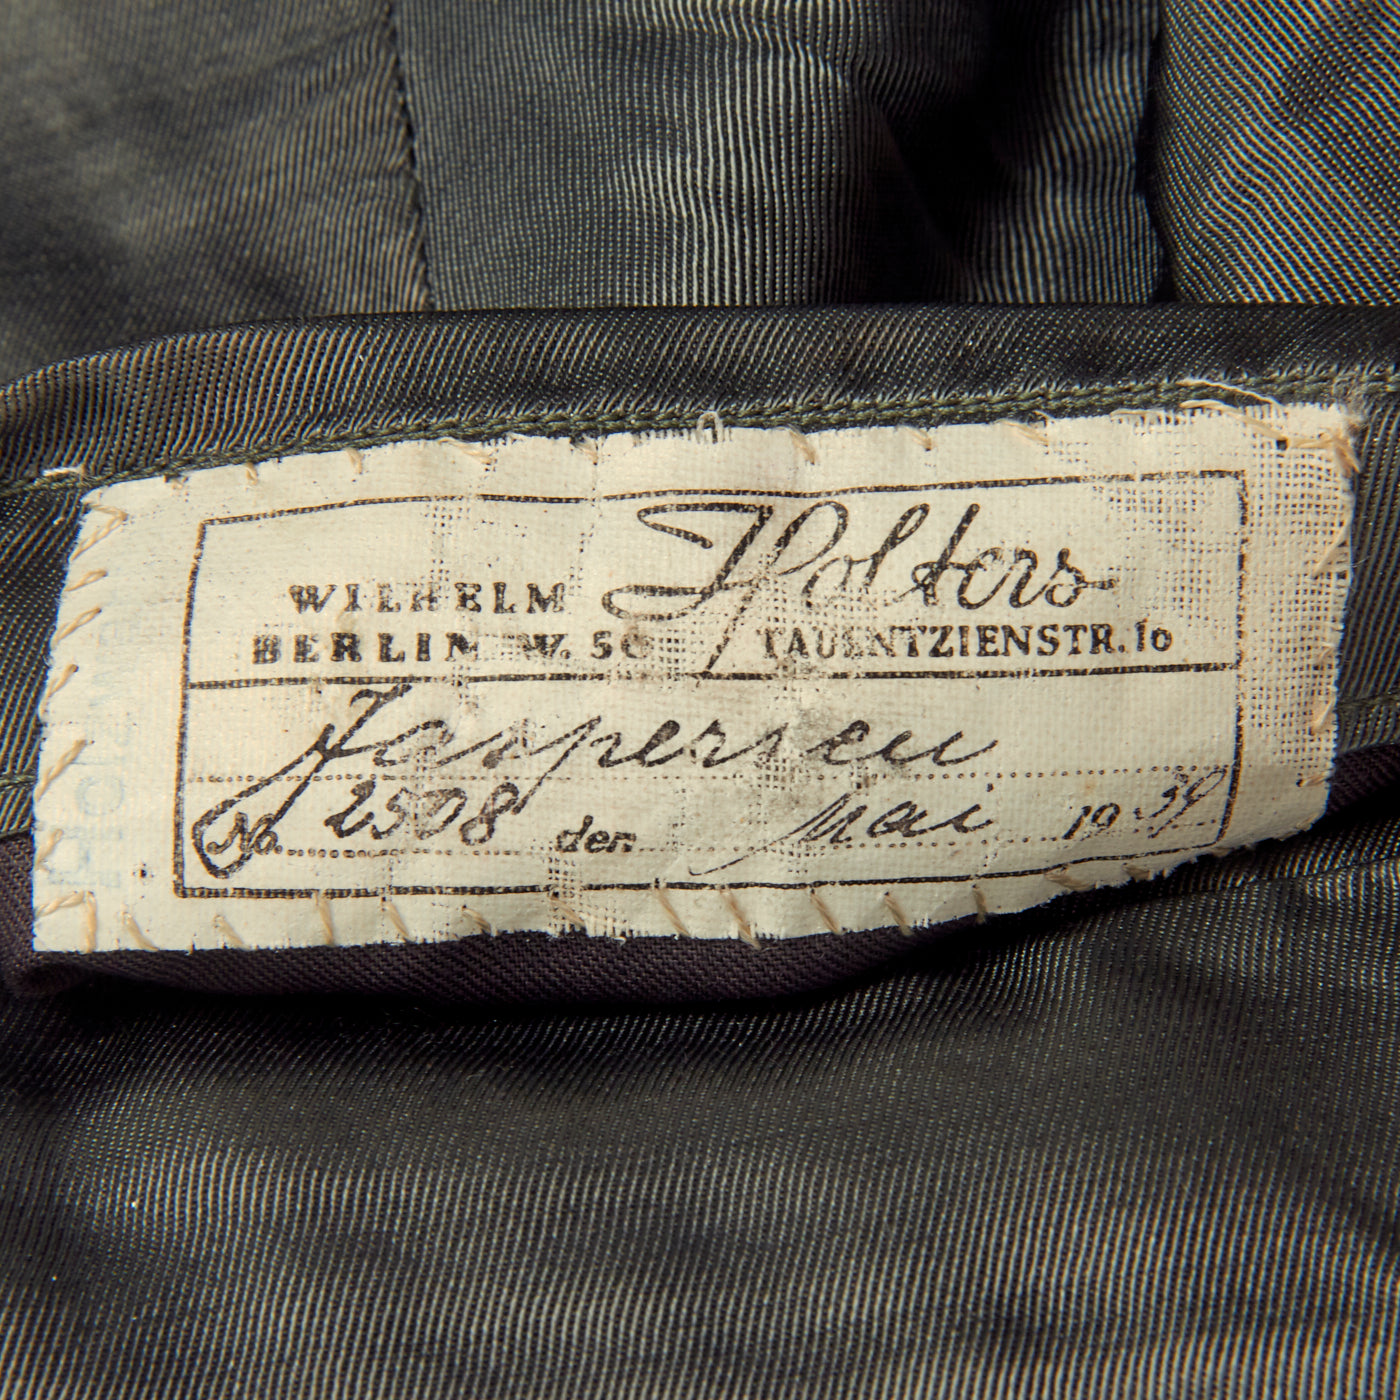 WILHELM Holters
BERLIN W. 50 TAUENTZIENSTR. 10
Jaspersen
No. 2508 den Mai 1939